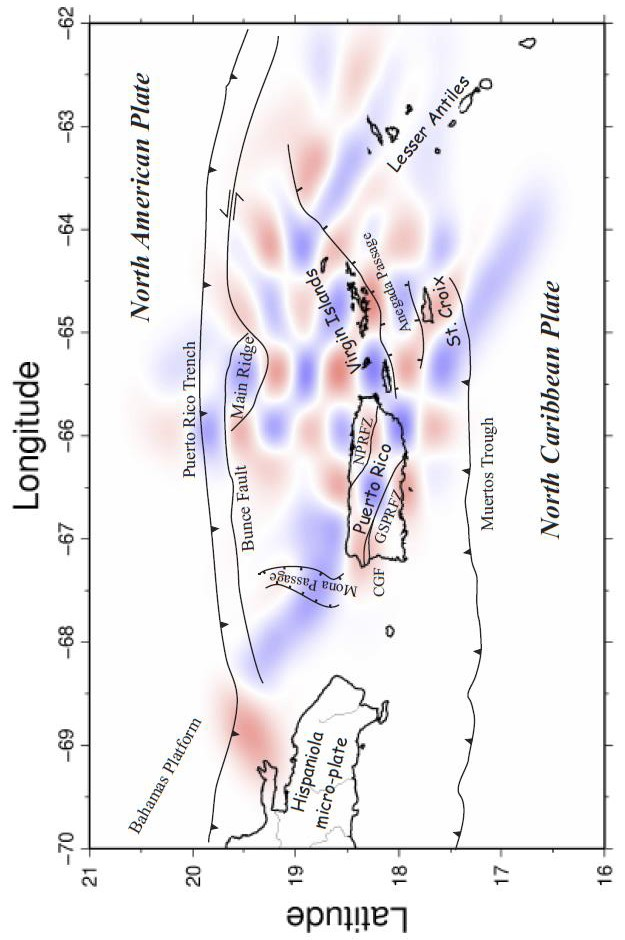 Longitude
-70
-69
-68
-67
-66
-65
-64
-63
-62
Latitude
21
20
19
18
17
16
North American Plate
Bahamas Platform
Puerto Rico Trench
Bunce Fault
Main Ridge
Mona Passage
Hispaniola
micro-plate
Virgin Islands
Anegada Passage
Lesser Antiles
St. Croix
NPRFZ
Puerto Rico
GSPRFZ
CGF
Muertos Trough
North Caribbean Plate